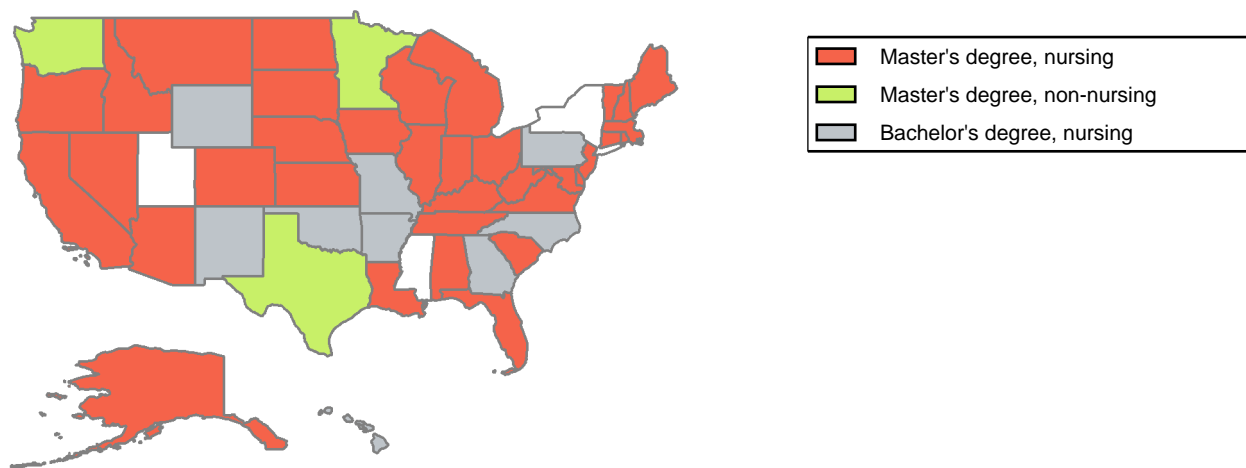 Master's degree, nursing
Master's degree, non-nursing
Bachelor's degree, nursing